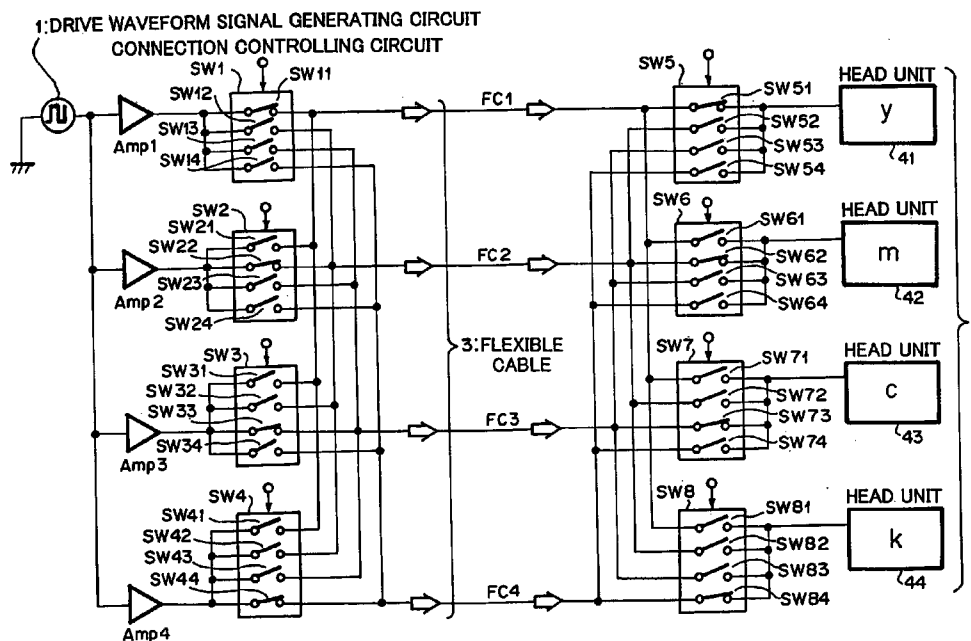 1:DRIVE WAVEFORM SIGNAL GENERATING CIRCUIT
CONNECTION CONTROLLING CIRCUIT
SW1
SW11
SW12
SW13
SW14
Amp1
FC1
SW5
SW51
SW52
SW53
SW54
HEAD UNIT
y
41
SW2
SW21
SW22
SW23
SW24
Amp2
FC2
SW6
SW61
SW62
SW63
SW64
HEAD UNIT
m
42
3:FLEXIBLE
CABLE
SW3
SW31
SW32
SW33
SW34
Amp3
FC3
SW7
SW71
SW72
SW73
SW74
HEAD UNIT
c
43
SW4
SW41
SW42
SW43
SW44
Amp4
FC4
SW8
SW81
SW82
SW83
SW84
HEAD UNIT
k
44